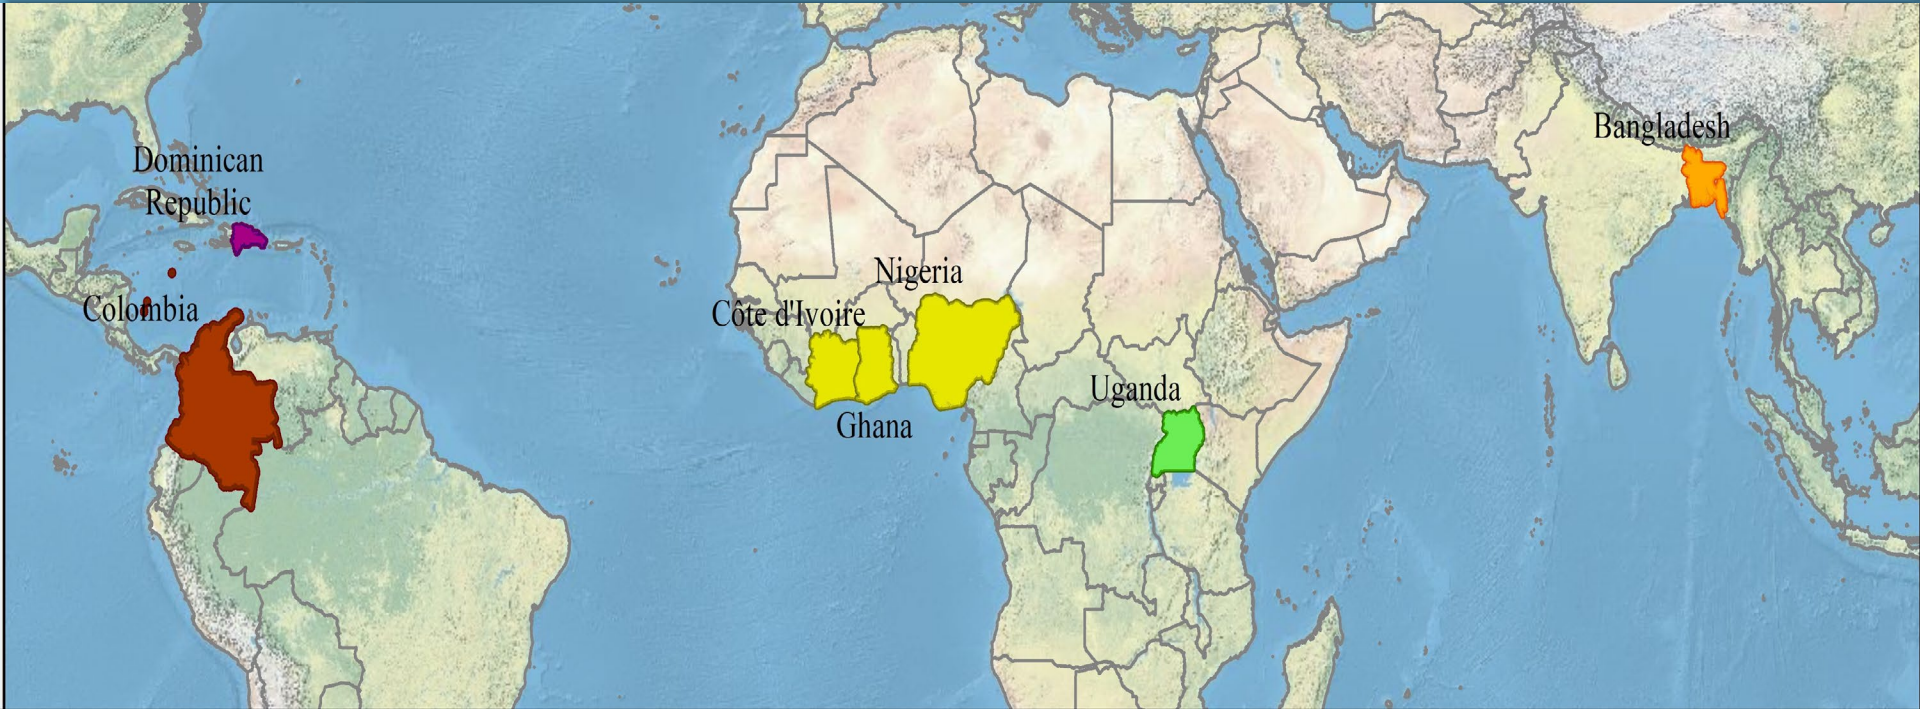 Dominican
Republic
Colombia
Nigeria
Côte d'Ivoire
Ghana
Uganda
Bangladesh